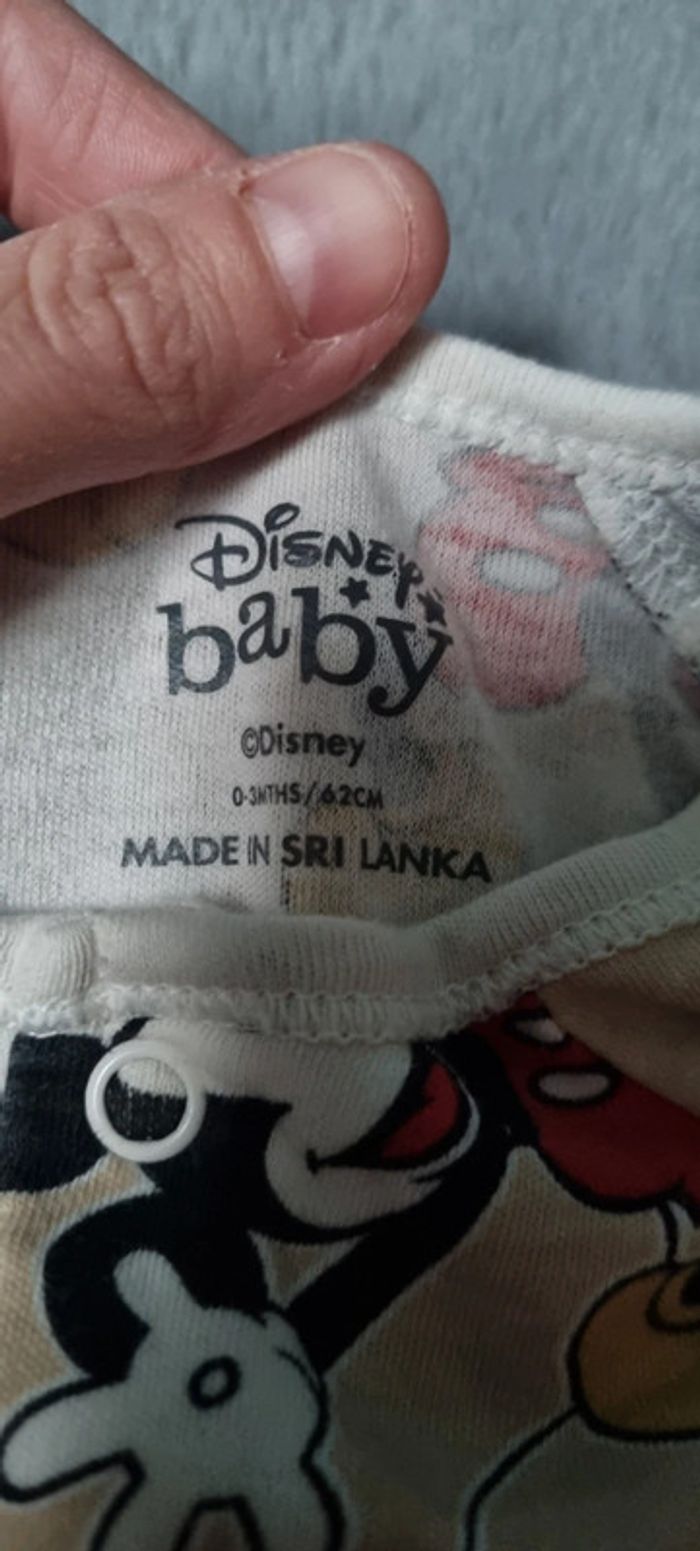 Disney
baby
©Disney
0-3MTHS/62CM
MADE IN SRI LANKA